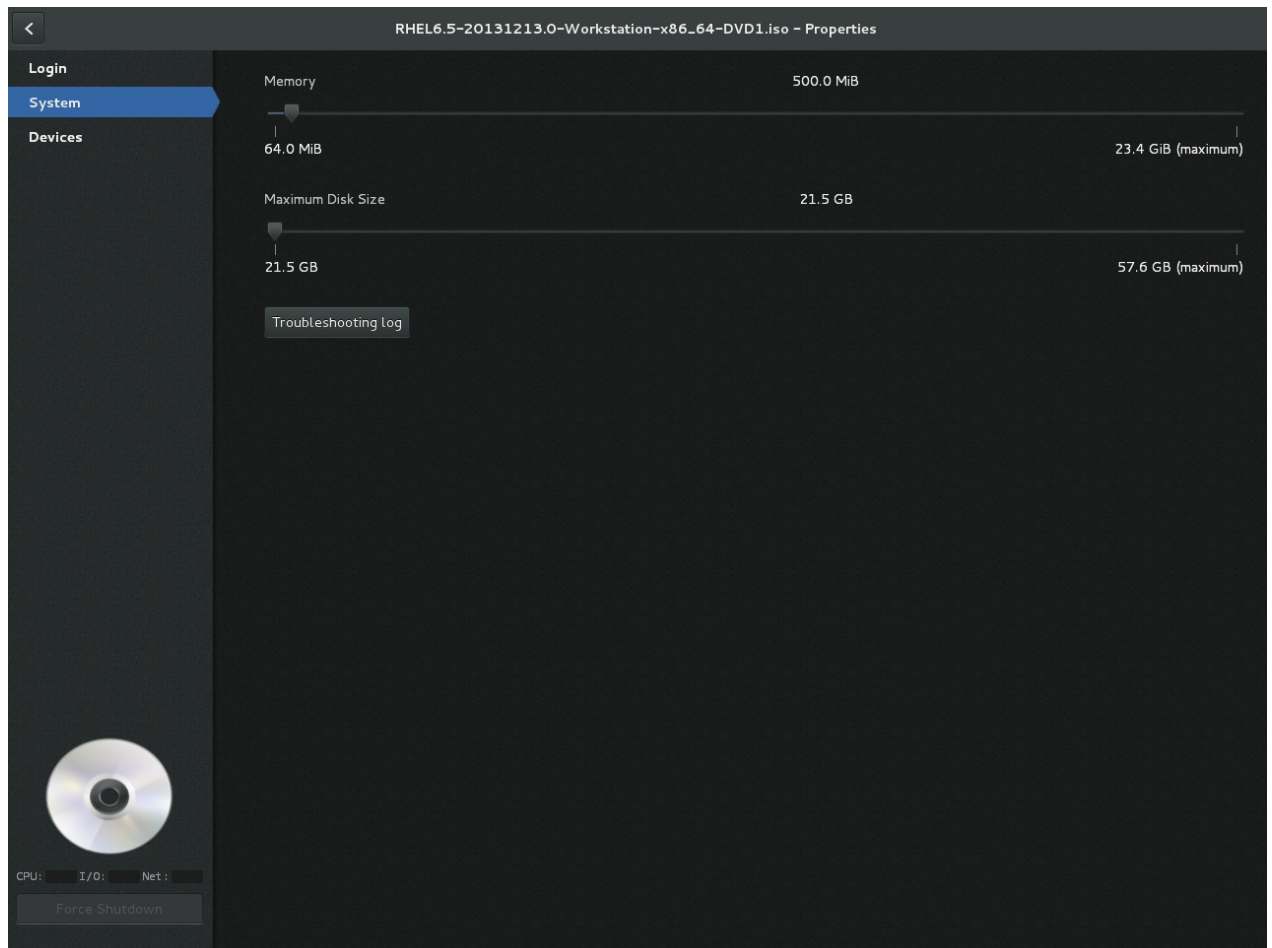 RHEL6.5-20131213.0-Workstation-x86_64-DVD1.iso - Properties
Login
System
Devices
Memory 500.0 MiB
64.0 MiB 23.4 GiB (maximum)
Maximum Disk Size 21.5 GB
21.5 GB 57.6 GB (maximum)
Troubleshooting log
CPU: I/O: Net:
Force Shutdown